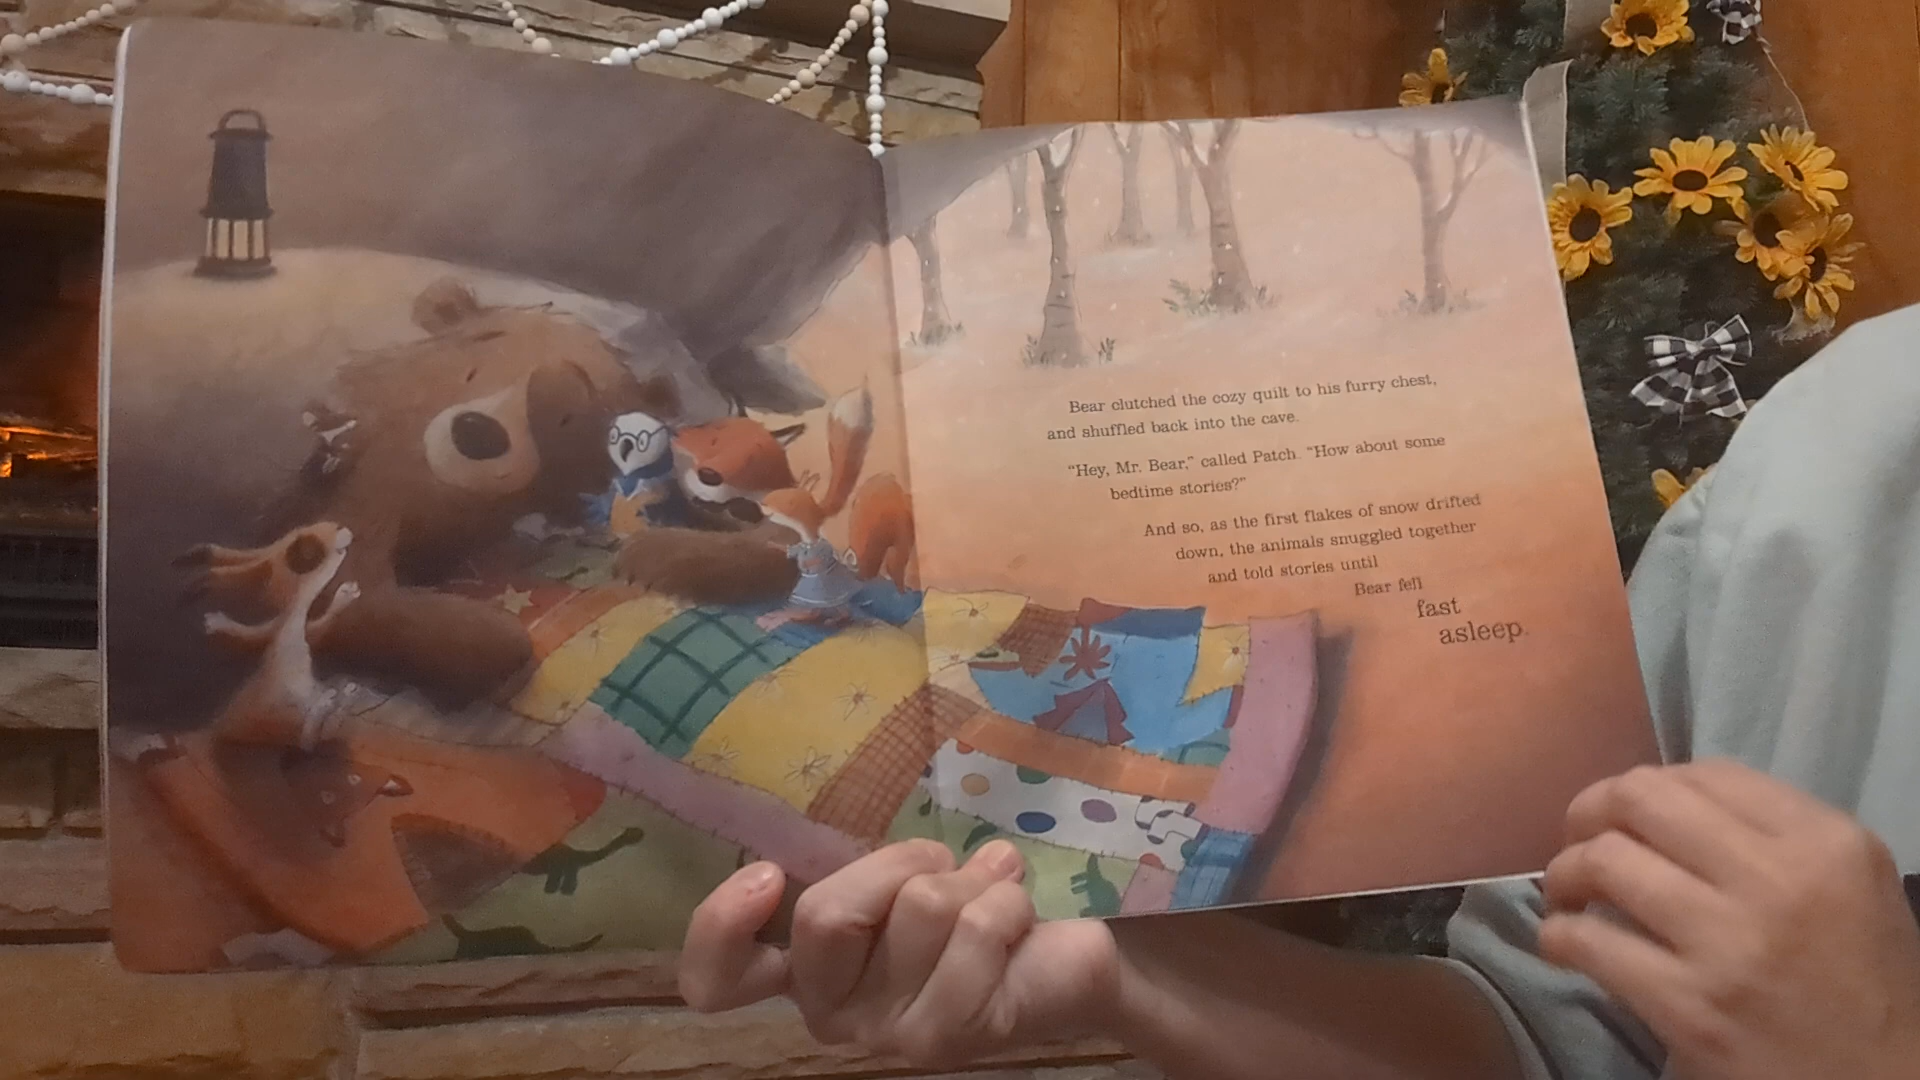 Bear clutched the cozy quilt to his furry chest,
and shuffled back into the cave.
“Hey, Mr. Bear,” called Patch. “How about some
bedtime stories?”
And so, as the first flakes of snow drifted
down, the animals snuggled together
and told stories until
Bear fell
fast
asleep.